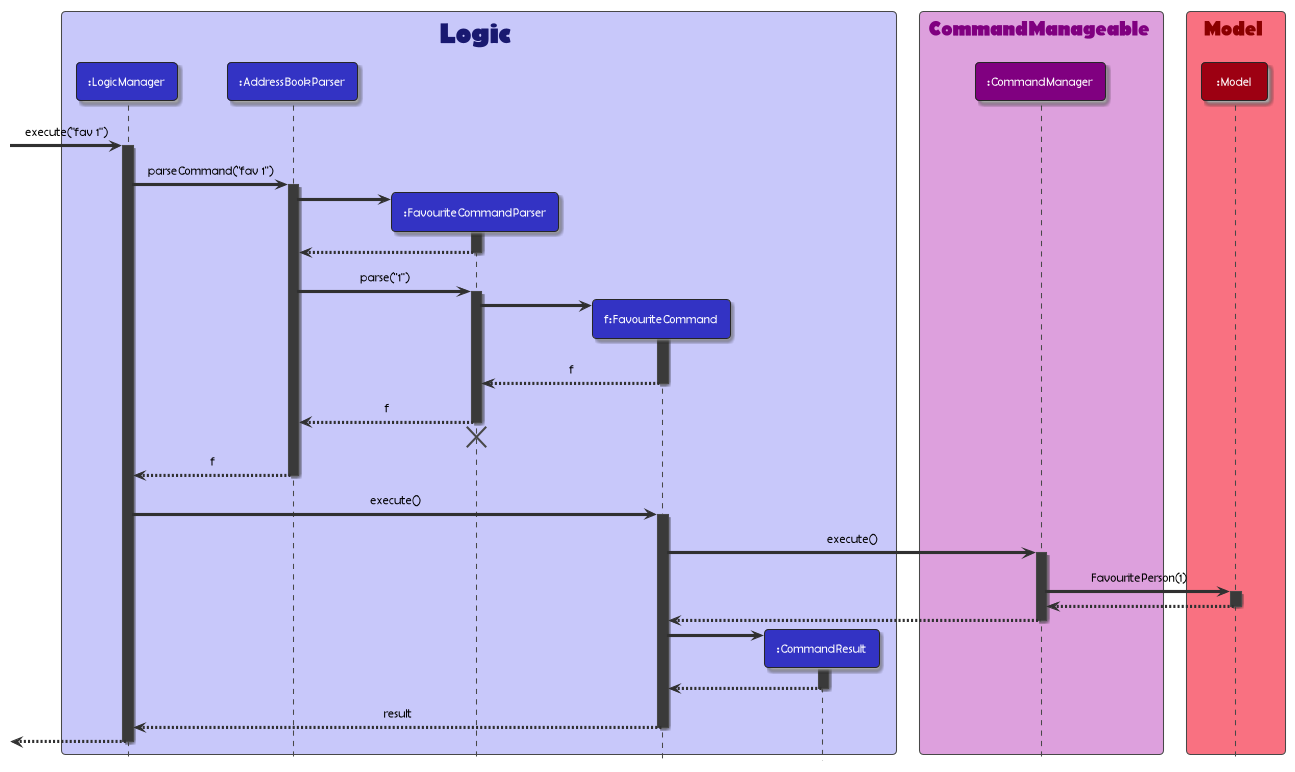 Logic
CommandManageable
Model
:LogicManager
:AddressBookParser
:CommandManager
:Model
execute("fav 1")
parseCommand("fav 1")
:FavouriteCommandParser
parse("1")
f:FavouriteCommand
f
f
f
execute()
execute()
FavouritePerson(1)
:CommandResult
result